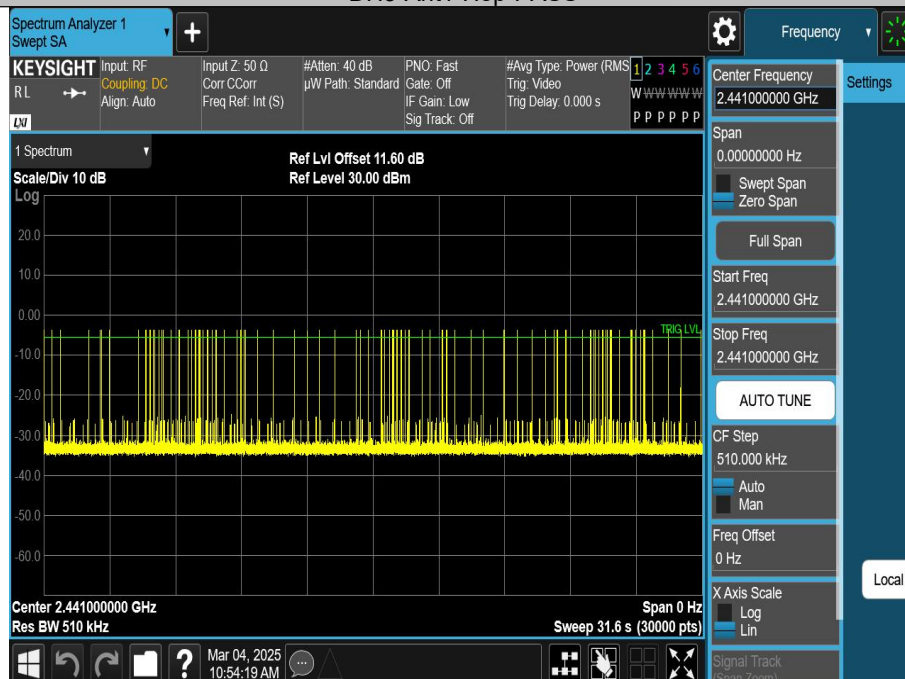 Spectrum Analyzer 1
Swept SA
Frequency
KEYSIGHT
RL
LXI
Input: RF
Coupling: DC
Align: Auto
Input Z: 50 Ω
Corr CCorr
Freq Ref: Int (S)
#Atten: 40 dB
µW Path: Standard
PNO: Fast
Gate: Off
IF Gain: Low
Sig Track: Off
#Avg Type: Power (RMS
Trig: Video
Trig Delay: 0.000 s
1 2 3 4 5 6
W W W W W W
P P P P P P
Center Frequency
2.441000000 GHz
Settings
Span
0.00000000 Hz
Swept Span
Zero Span
Full Span
Start Freq
2.441000000 GHz
Stop Freq
2.441000000 GHz
AUTO TUNE
CF Step
510.000 kHz
Auto
Man
Freq Offset
0 Hz
X Axis Scale
Log
Lin
Signal Track
(Span Zoom)
Local
1 Spectrum
Scale/Div 10 dB
Ref Lvl Offset 11.60 dB
Ref Level 30.00 dBm
Log
20.0
10.0
0.00
TRIG LVL
-10.0
-20.0
-30.0
-40.0
-50.0
-60.0
Center 2.441000000 GHz
Span 0 Hz
Res BW 510 kHz
Sweep 31.6 s (30000 pts)
?
Mar 04, 2025
10:54:19 AM